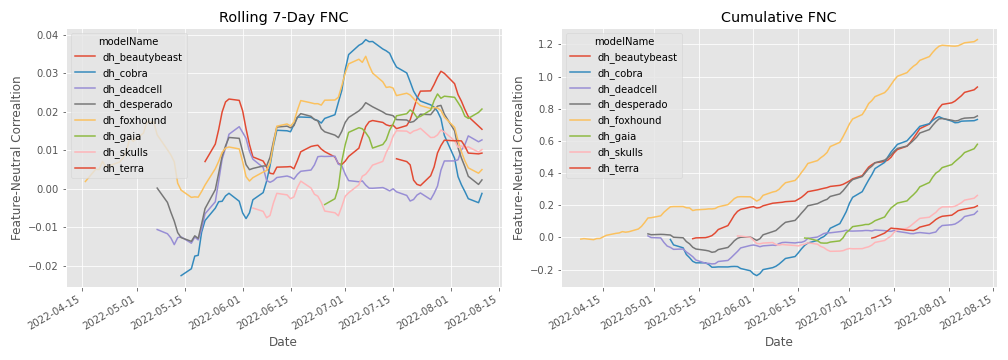 Rolling 7-Day FNC
Feature-Neutral Correaltion
0.04
0.03
0.02
0.01
0.00
−0.01
−0.02
modelName
dh_beautybeast
dh_cobra
dh_deadcell
dh_desperado
dh_foxhound
dh_gaia
dh_skulls
dh_terra
2022-04-15
2022-05-01
2022-05-15
2022-06-01
2022-06-15
2022-07-01
2022-07-15
2022-08-01
2022-08-15
Date
Cumulative FNC
Feature-Neutral Correaltion
1.2
1.0
0.8
0.6
0.4
0.2
0.0
−0.2
modelName
dh_beautybeast
dh_cobra
dh_deadcell
dh_desperado
dh_foxhound
dh_gaia
dh_skulls
dh_terra
2022-04-15
2022-05-01
2022-05-15
2022-06-01
2022-06-15
2022-07-01
2022-07-15
2022-08-01
2022-08-15
Date